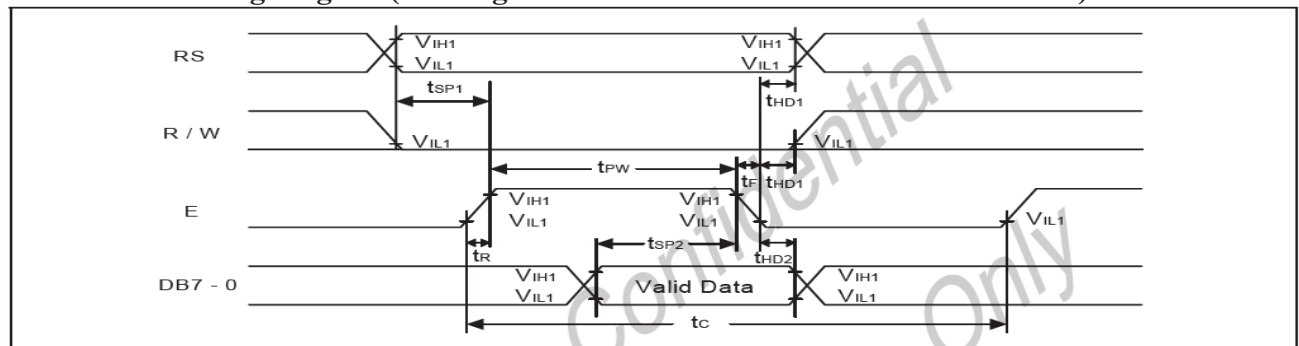 RS
VIH1
VIL1
VIH1
VIL1
tSP1
tHD1
R / W
VIL1
VIL1
tPW
tF
tHD1
E
VIH1
VIL1
VIH1
VIL1
VIL1
tR
tSP2
tHD2
DB7 - 0
VIH1
VIL1
Valid Data
VIH1
VIL1
tC
Confidential
Only